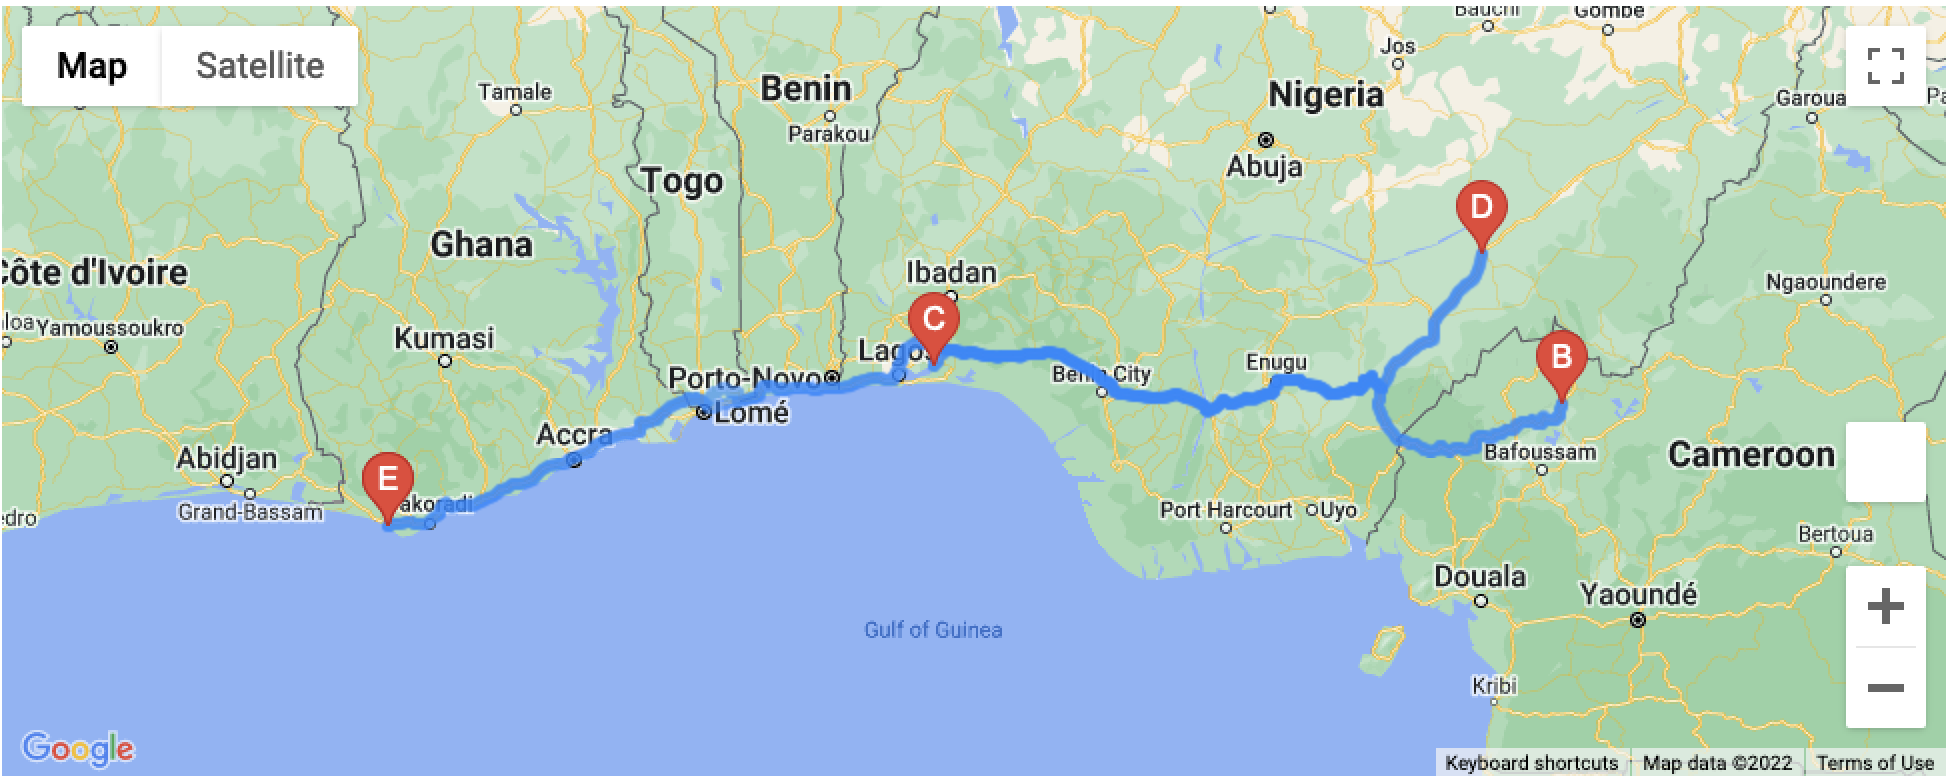 Map
Satellite
Bauchi
Gombe
Jos
Tamale
Benin
Nigeria
Garoua
Parakou
Abuja
Togo
Ghana
Côte d'Ivoire
Ibadan
Ngaoundere
D
C
B
Yamoussoukro
Kumasi
Lagos
Enugu
Porto-Novo
Benin City
Lomé
Accra
Abidjan
Bafoussam
Cameroon
E
akoradi
Grand-Bassam
edro
Port Harcourt
Uyo
Bertoua
Douala
Yaoundé
Gulf of Guinea
Kribi
Google
Keyboard shortcuts
Map data ©2022
Terms of Use